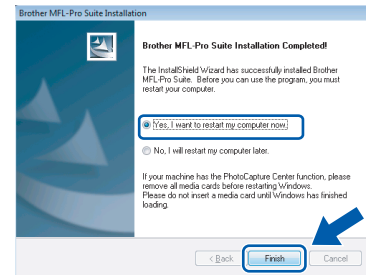 Brother MFL-Pro Suite Installation
Brother MFL-Pro Suite Installation Completed!
The InstallShield Wizard has successfully installed Brother
MFL-Pro Suite. Before you can use the program, you must
restart your computer.
Yes, I want to restart my computer now.
No, I will restart my computer later.
If your machine has the PhotoCapture Center function, please
remove all media cards before restarting Windows.
Please do not insert a media card until Windows has finished
loading.
< Back Finish Cancel